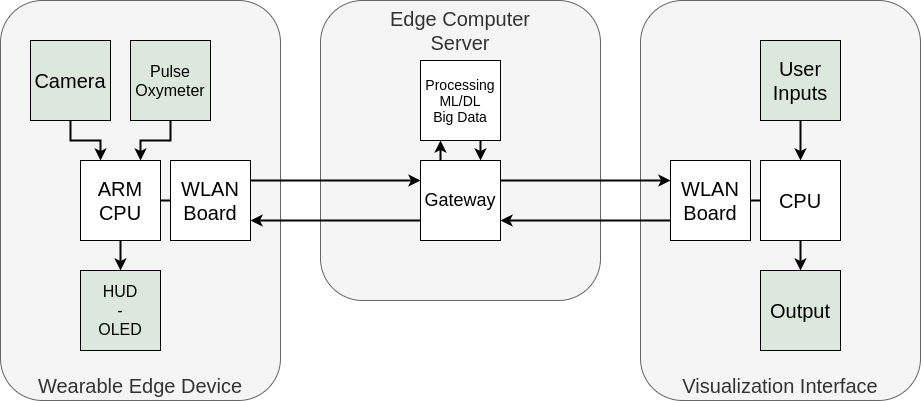 Camera
Pulse
Oxymeter
ARM
CPU
WLAN
Board
HUD
-
OLED
Wearable Edge Device
Edge Computer
Server
Processing
ML/DL
Big Data
Gateway
User
Inputs
WLAN
Board
CPU
Output
Visualization Interface